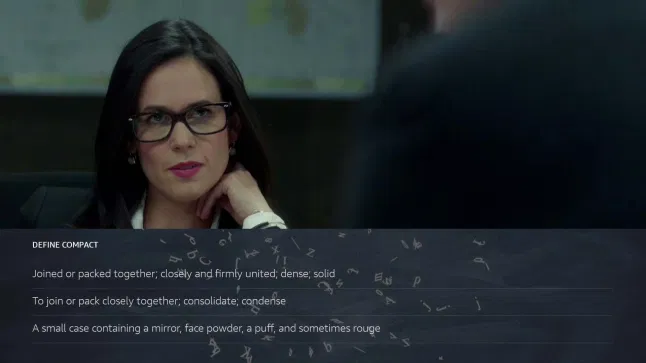 DEFINE COMPACT
Joined or packed together; closely and firmly united; dense; solid
To join or pack closely together; consolidate; condense
A small case containing a mirror, face powder, a puff, and sometimes rouge